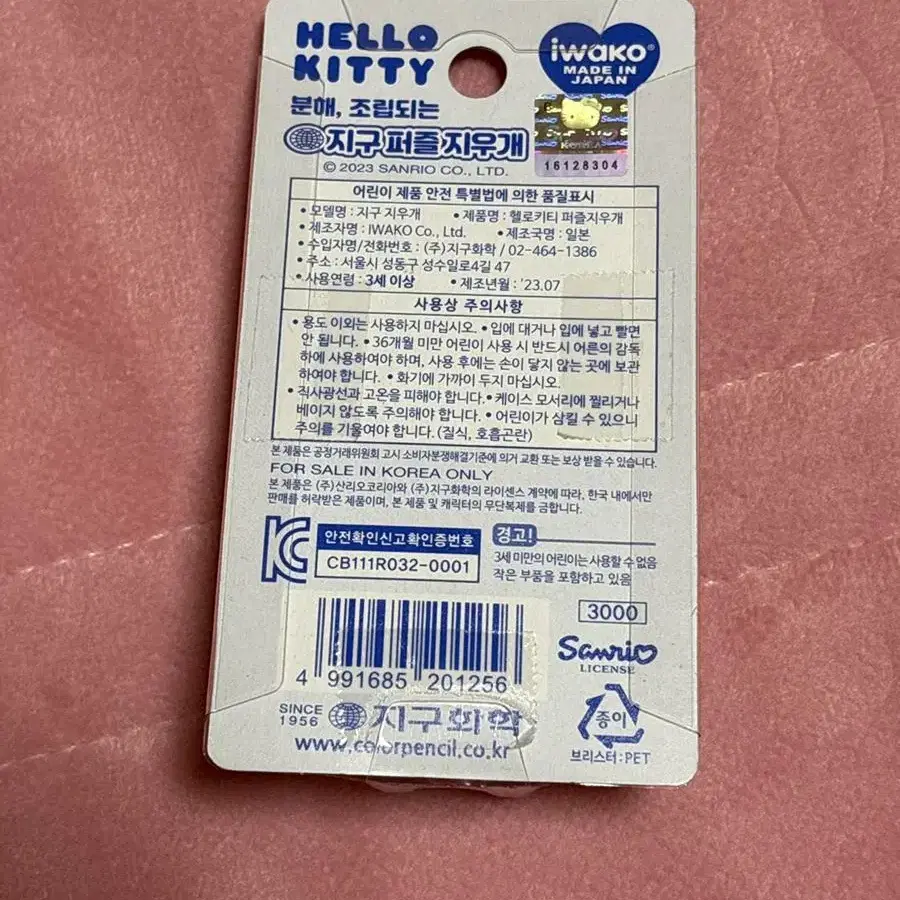 HELLO
KITTY
iwako®
MADE IN
JAPAN
분해, 조립되는
지구 퍼즐 지우개
Korea
16128304
© 2023 SANRIO CO., LTD.
어린이 제품 안전 특별법에 의한 품질표시
• 모델명 : 지구 지우개 • 제품명 : 헬로키티 퍼즐지우개
• 제조자명 : IWAKO Co., Ltd. • 제조국명 : 일본
• 수입자명/전화번호 : (주)지구화학 / 02-464-1386
• 주소 : 서울시 성동구 성수일로4길 47
• 사용연령 : 3세 이상 • 제조년월 : '23.07
사용상 주의사항
• 용도 이외는 사용하지 마십시오. • 입에 대거나 입에 넣고 빨면
안 됩니다. • 36개월 미만 어린이 사용 시 반드시 어른의 감독
하에 사용하여야 하며, 사용 후에는 손이 닿지 않는 곳에 보관
하여야 합니다. • 화기에 가까이 두지 마십시오.
• 직사광선과 고온을 피해야 합니다. • 케이스 모서리에 찔리거나
베이지 않도록 주의해야 합니다. • 어린이가 삼킬 수 있으니
주의를 기울여야 합니다. (질식, 호흡곤란)
본 제품은 공정거래위원회 고시 소비자분쟁해결기준에 의거 교환 또는 보상 받을 수 있습니다.
FOR SALE IN KOREA ONLY
본 제품은 (주)산리오코리아와 (주)지구화학의 라이센스 계약에 따라, 한국 내에서만
판매를 허락받은 제품이며, 본 제품 및 캐릭터의 무단복제를 금합니다.
안전확인신고확인증번호
CB111R032-0001
경고!
3세 미만의 어린이는 사용할 수 없음
작은 부품을 포함하고 있음
3000
4 991685 201256
Sanrio
LICENSE
SINCE
1956
지구화학
www.colorpencil.co.kr
종이
브리스터 : PET